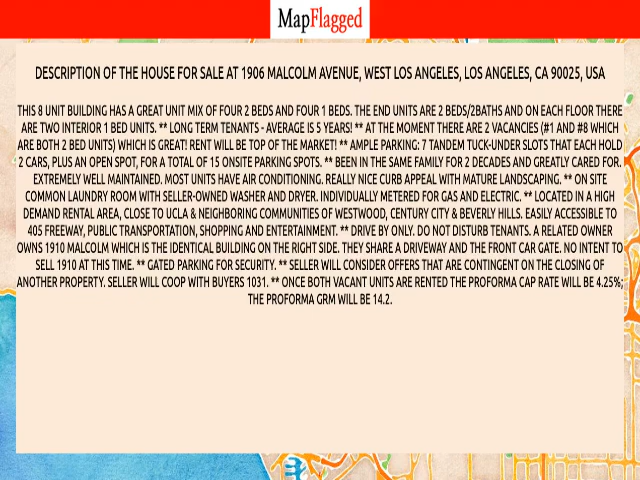 MapFlagged
DESCRIPTION OF THE HOUSE FOR SALE AT 1906 MALCOLM AVENUE, WEST LOS ANGELES, LOS ANGELES, CA 90025, USA
THIS 8 UNIT BUILDING HAS A GREAT UNIT MIX OF FOUR 2 BEDS AND FOUR 1 BEDS. THE END UNITS ARE 2 BEDS/2BATHS AND ON EACH FLOOR THERE
ARE TWO INTERIOR 1 BED UNITS. ** LONG TERM TENANTS - AVERAGE IS 5 YEARS! ** AT THE MOMENT THERE ARE 2 VACANCIES (#1 AND #8 WHICH
ARE BOTH 2 BED UNITS) WHICH IS GREAT! RENT WILL BE TOP OF THE MARKET! ** AMPLE PARKING: 7 TANDEM TUCK-UNDER SLOTS THAT EACH HOLD
2 CARS, PLUS AN OPEN SPOT, FOR A TOTAL OF 15 ONSITE PARKING SPOTS. ** BEEN IN THE SAME FAMILY FOR 2 DECADES AND GREATLY CARED FOR.
EXTREMELY WELL MAINTAINED. MOST UNITS HAVE AIR CONDITIONING. REALLY NICE CURB APPEAL WITH MATURE LANDSCAPING. ** ON SITE
COMMON LAUNDRY ROOM WITH SELLER-OWNED WASHER AND DRYER. INDIVIDUALLY METERED FOR GAS AND ELECTRIC. ** LOCATED IN A HIGH
DEMAND RENTAL AREA, CLOSE TO UCLA & NEIGHBORING COMMUNITIES OF WESTWOOD, CENTURY CITY & BEVERLY HILLS. EASILY ACCESSIBLE TO
405 FREEWAY, PUBLIC TRANSPORTATION, SHOPPING AND ENTERTAINMENT. ** DRIVE BY ONLY. DO NOT DISTURB TENANTS. A RELATED OWNER
OWNS 1910 MALCOLM WHICH IS THE IDENTICAL BUILDING ON THE RIGHT SIDE. THEY SHARE A DRIVEWAY AND THE FRONT CAR GATE. NO INTENT TO
SELL 1910 AT THIS TIME. ** GATED PARKING FOR SECURITY. ** SELLER WILL CONSIDER OFFERS THAT ARE CONTINGENT ON THE CLOSING OF
ANOTHER PROPERTY. SELLER WILL COOP WITH BUYERS 1031. ** ONCE BOTH VACANT UNITS ARE RENTED THE PROFORMA CAP RATE WILL BE 4.25%;
THE PROFORMA GRM WILL BE 14.2.